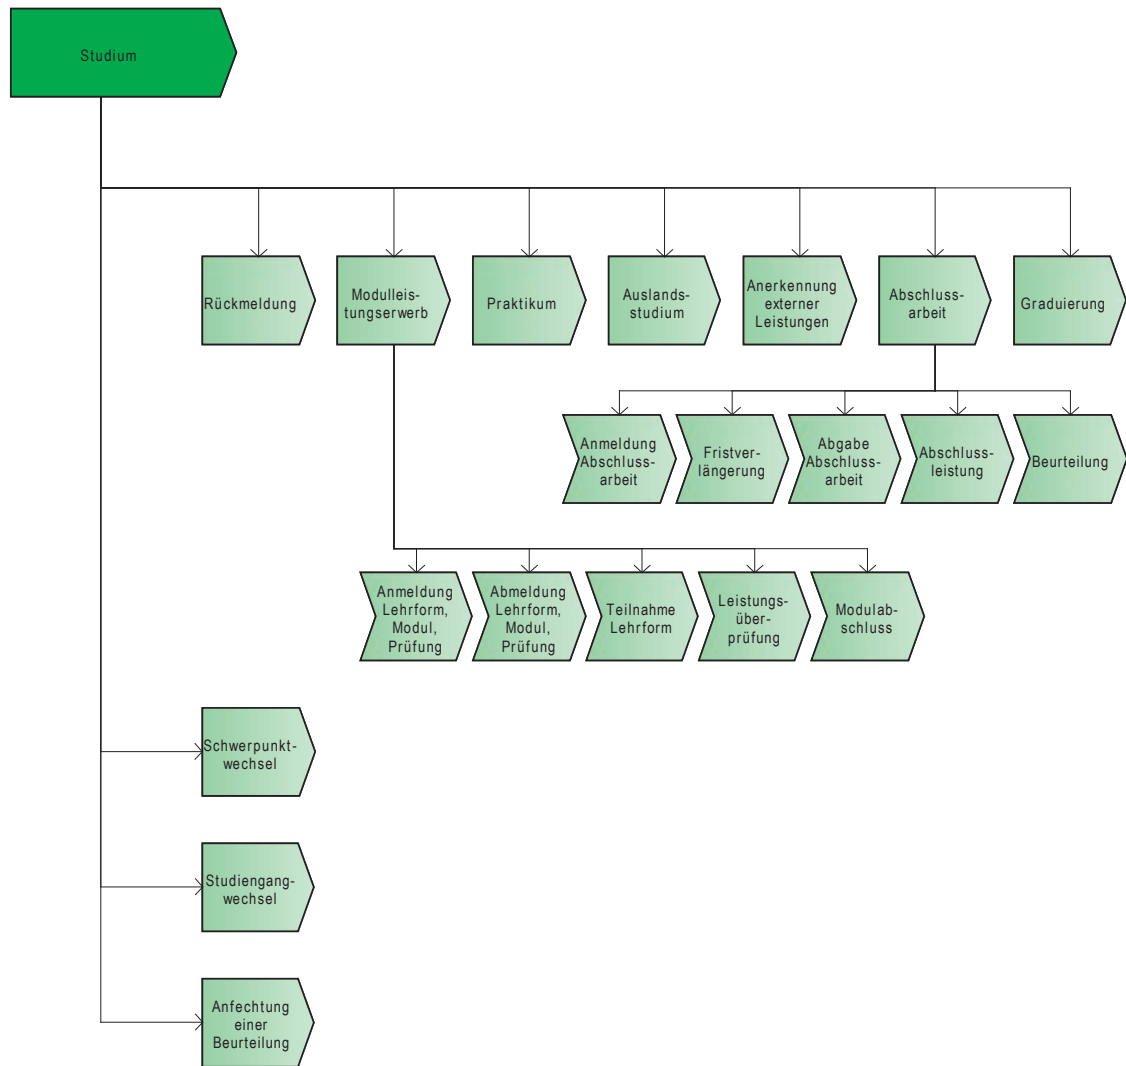 Studium
Rückmeldung
Modulleis-
tungserwerb
Praktikum
Auslands-
studium
Anerkennung
externer
Leistungen
Abschluss-
arbeit
Graduierung
Anmeldung
Abschluss-
arbeit
Fristver-
längerung
Abgabe
Abschluss-
arbeit
Abschluss-
leistung
Beurteilung
Anmeldung
Lehrform,
Modul,
Prüfung
Abmeldung
Lehrform,
Modul,
Prüfung
Teilnahme
Lehrform
Leistungs-
über-
prüfung
Modulab-
schluss
Schwerpunkt-
wechsel
Studiengang-
wechsel
Anfechtung
einer
Beurteilung